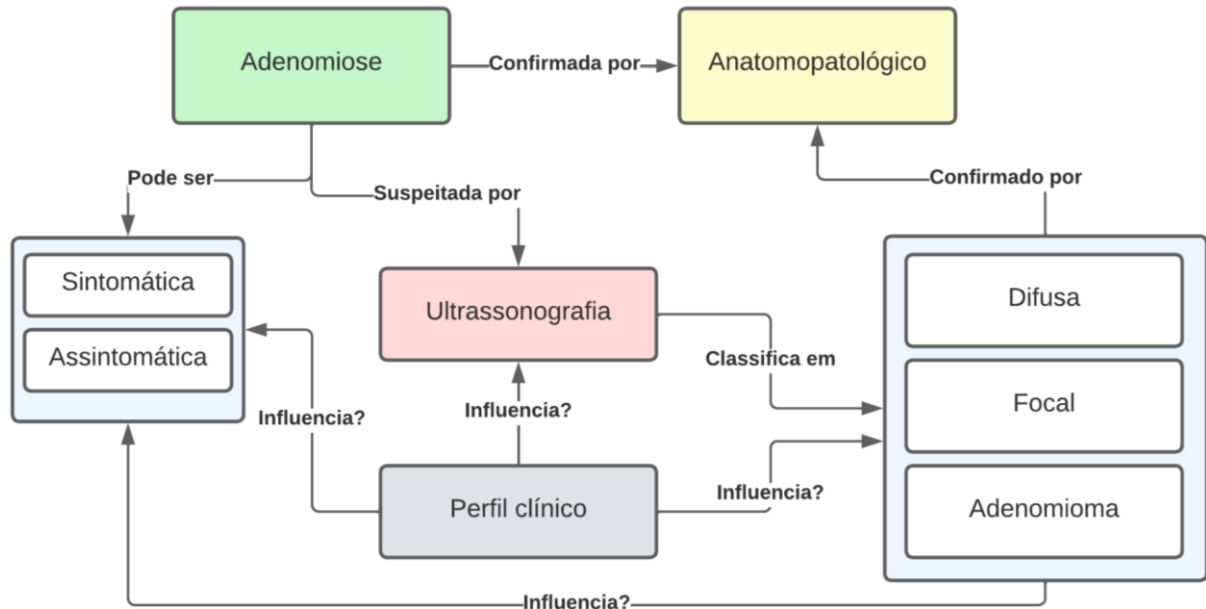 Adenomiose
Confirmada por
Anatomopatológico
Pode ser
Suspeitada por
Confirmado por
Sintomática
Assintomática
Ultrassonografia
Difusa
Classifica em
Focal
Influencia?
Influencia?
Influencia?
Perfil clínico
Adenomioma
Influencia?